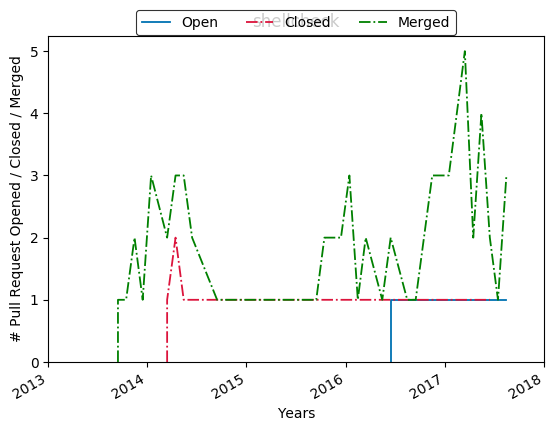 shellcheck
Open Closed Merged
# Pull Request Opened / Closed / Merged
5
4
3
2
1
0
2013 2014 2015 2016 2017 2018
Years